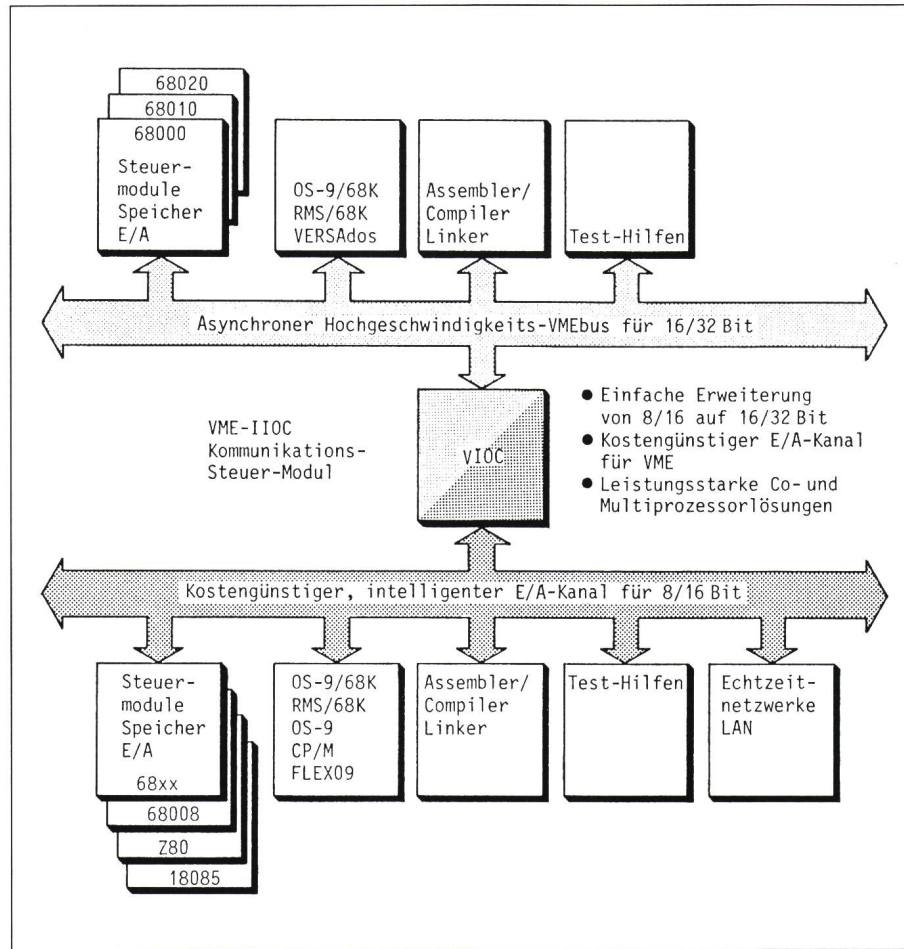 68020
68010
68000
Steuer-
module
Speicher
E/A
OS-9/68K
RMS/68K
VERSAdos
Assembler/
Compiler
Linker
Test-Hilfen
Asynchroner Hochgeschwindigkeits-VMEbus für 16/32 Bit
VME-IIOC
Kommunikations-
Steuer-Modul
VIOC
● Einfache Erweiterung
von 8/16 auf 16/32 Bit
● Kostengünstiger E/A-Kanal
für VME
● Leistungsstarke Co- und
Multiprozessorlösungen
Kostengünstiger, intelligenter E/A-Kanal für 8/16 Bit
Steuer-
module
Speicher
E/A
68xx
68008
Z80
18085
OS-9/68K
RMS/68K
OS-9
CP/M
FLEX09
Assembler/
Compiler
Linker
Test-Hilfen
Echtzeit-
netzwerke
LAN